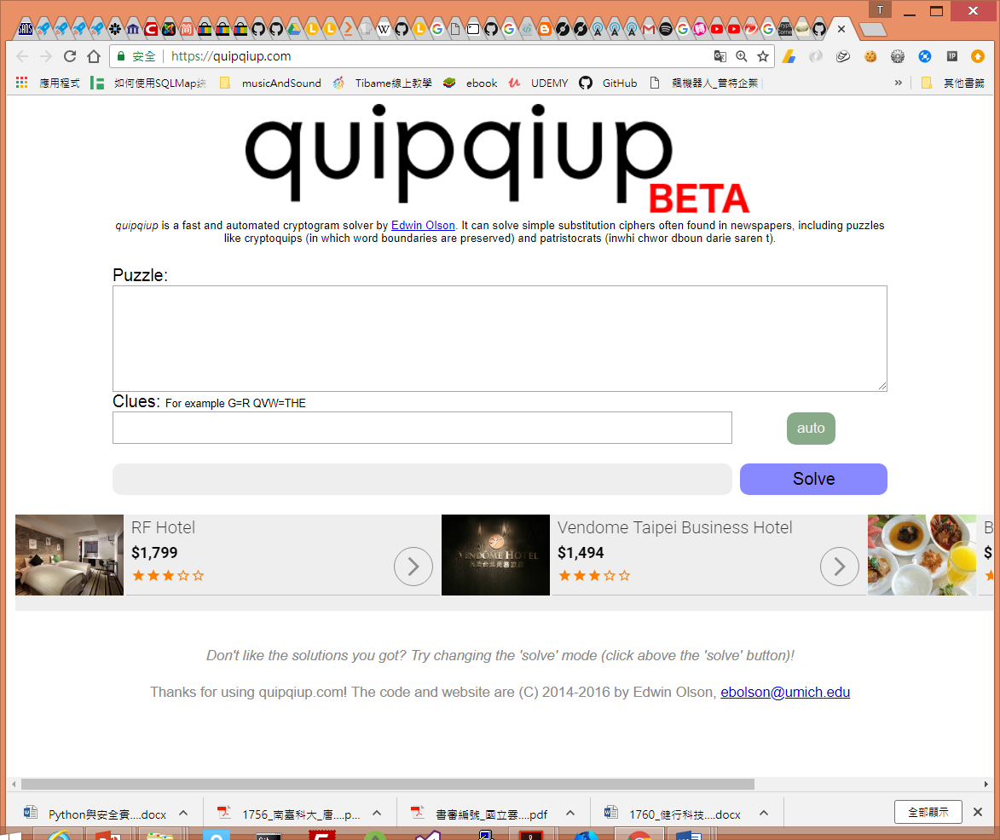 T
安全 https://quipqiup.com
應用程式 如何使用SQLMap musicAndSound Tibame線上教學 ebook UDEMY GitHub 飆機器人_普特企業 » 其他書籤
quipqiup
BETA
quipqiup is a fast and automated cryptogram solver by Edwin Olson. It can solve simple substitution ciphers often found in newspapers, including puzzles
like cryptoquips (in which word boundaries are preserved) and patristocrats (inwhi chwor dboun darie saren t).
Puzzle:
Clues: For example G=R QVW=THE
auto
Solve
RF Hotel
$1,799
VENDOME HOTEL
Vendome Taipei Business Hotel
$1,494
B
$
Don't like the solutions you got? Try changing the 'solve' mode (click above the 'solve' button)!
Thanks for using quipqiup.com! The code and website are (C) 2014-2016 by Edwin Olson, ebolson@umich.edu
Python與安全實....docx 1756_南臺科大_唐....p... 書審編號_國立雲....pdf 1760_健行科技....docx 全部顯示